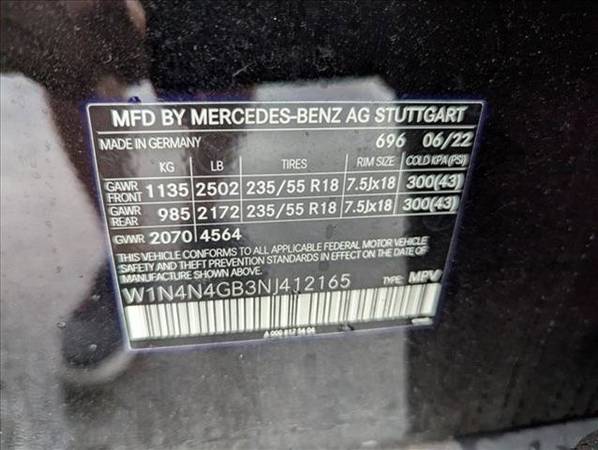 MFD BY MERCEDES-BENZ AG STUTTGART
MADE IN GERMANY 696 06/22
KG LB TIRES RIM SIZE COLD KPA (PSI)
GAWR FRONT 1135 2502 235/55 R18 7.5Jx18 300(43)
GAWR REAR 985 2172 235/55 R18 7.5Jx18 300(43)
GVWR 2070 4564
THIS VEHICLE CONFORMS TO ALL APPLICABLE FEDERAL MOTOR VEHICLE
SAFETY AND THEFT PREVENTION STANDARDS IN EFFECT ON THE DATE
OF MANUFACTURE SHOWN ABOVE.
W1N4N4GB3NJ412165 TYPE: MPV